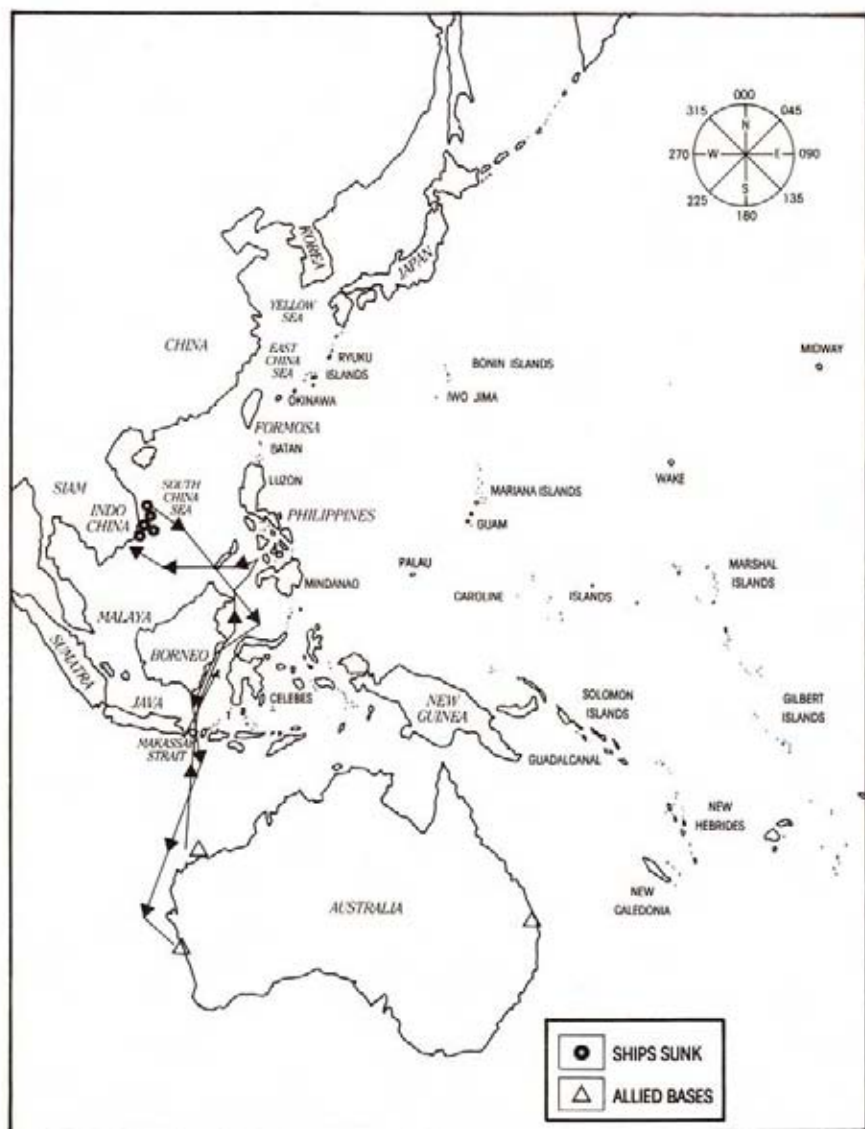 000
315
045
N
270
W
E
090
S
225
135
180
KOREA
JAPAN
YELLOW
SEA
CHINA
EAST
CHINA
SEA
RYUKU
ISLANDS
BONIN ISLANDS
MIDWAY
OKINAWA
IWO JIMA
FORMOSA
BATAN
SIAM
SOUTH
CHINA
SEA
LUZON
WAKE
MARIANA ISLANDS
INDO
CHINA
PHILIPPINES
GUAM
PALAU
MARSHAL
ISLANDS
MINDANAO
CAROLINE
ISLANDS
MALAYA
SUMATRA
BORNEO
JAVA
CELEBES
NEW
GUINEA
SOLOMON
ISLANDS
GILBERT
ISLANDS
MAKASSAR
STRAIT
GUADALCANAL
NEW
HEBRIDES
AUSTRALIA
NEW
CALEDONIA
SHIPS SUNK
ALLIED BASES